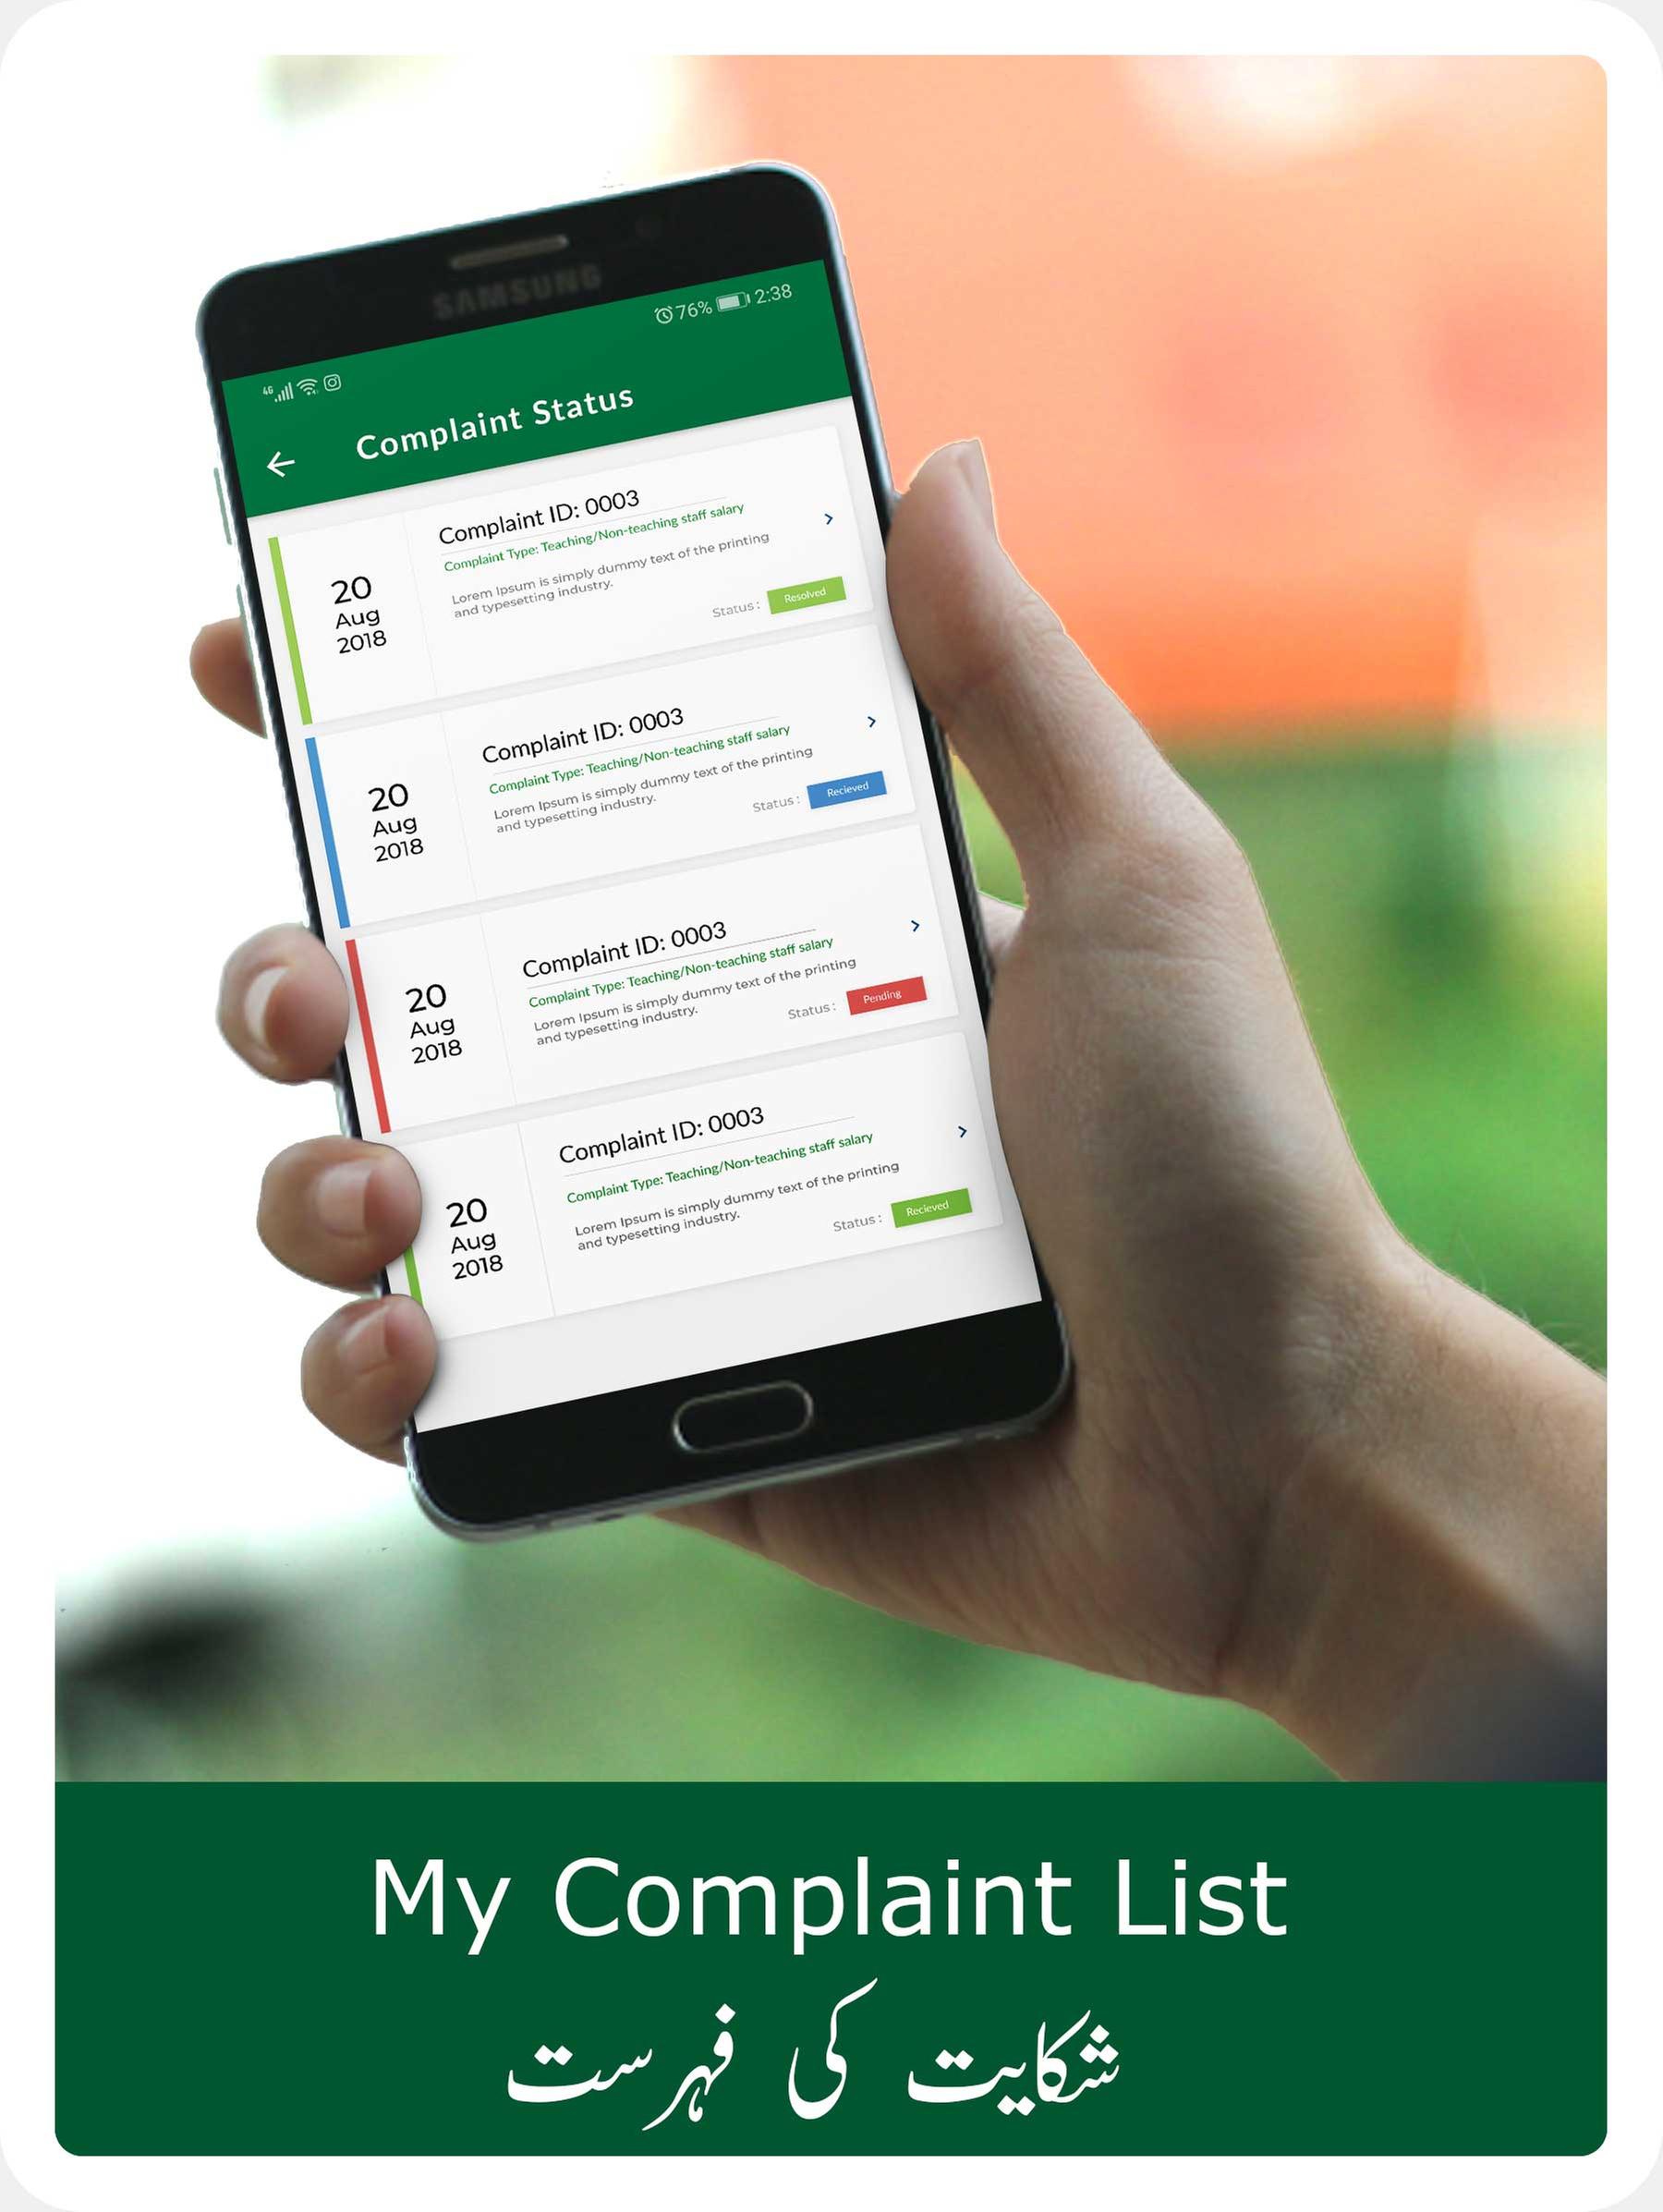 SAMSUNG
4G
76% 2:38
Complaint Status
20
Aug
2018
Complaint ID: 0003
Complaint Type: Teaching/Non-teaching staff salary
Lorem Ipsum is simply dummy text of the printing
and typesetting industry.
Status : Resolved
20
Aug
2018
Complaint ID: 0003
Complaint Type: Teaching/Non-teaching staff salary
Lorem Ipsum is simply dummy text of the printing
and typesetting industry.
Status : Recieved
20
Aug
2018
Complaint ID: 0003
Complaint Type: Teaching/Non-teaching staff salary
Lorem Ipsum is simply dummy text of the printing
and typesetting industry.
Status : Pending
20
Aug
2018
Complaint ID: 0003
Complaint Type: Teaching/Non-teaching staff salary
Lorem Ipsum is simply dummy text of the printing
and typesetting industry.
Status : Recieved
My Complaint List
شکایت کی فہرست